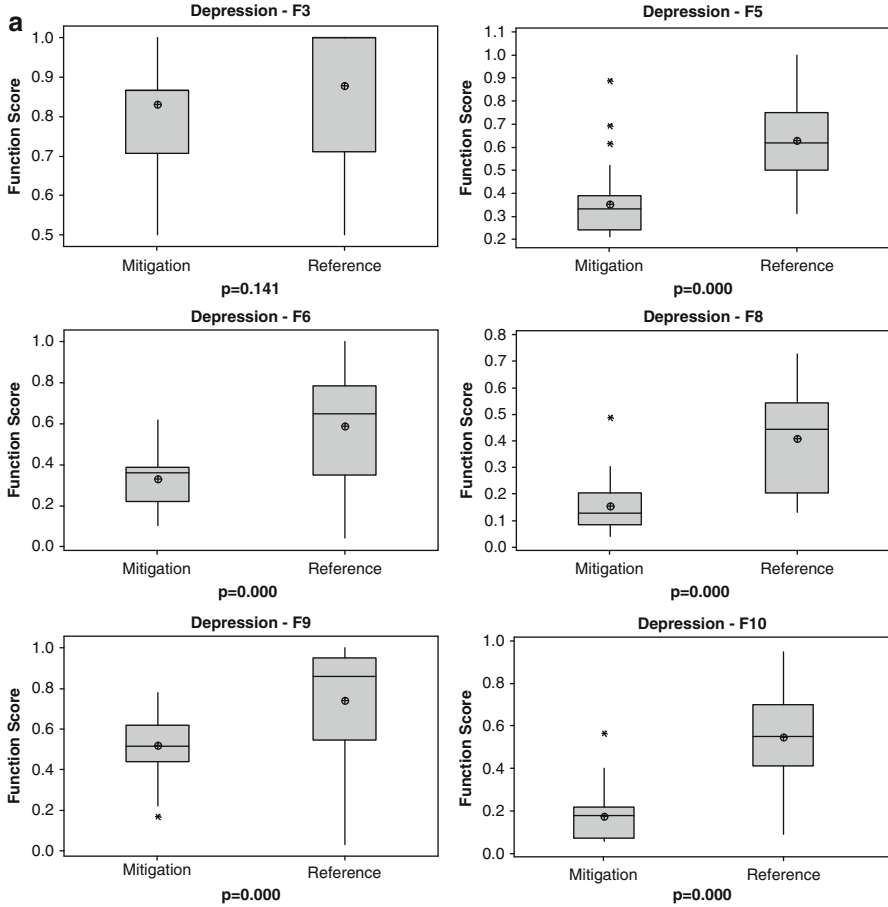 a
Depression - F3
Function Score
1.0
0.9
0.8
0.7
0.6
0.5
Mitigation
Reference
p=0.141
Depression - F5
Function Score
1.1
1.0
0.9
0.8
0.7
0.6
0.5
0.4
0.3
0.2
Mitigation
Reference
p=0.000
Depression - F6
Function Score
1.0
0.8
0.6
0.4
0.2
0.0
Mitigation
Reference
p=0.000
Depression - F8
Function Score
0.8
0.7
0.6
0.5
0.4
0.3
0.2
0.1
0.0
Mitigation
Reference
p=0.000
Depression - F9
Function Score
1.0
0.8
0.6
0.4
0.2
0.0
Mitigation
Reference
p=0.000
Depression - F10
Function Score
1.0
0.8
0.6
0.4
0.2
0.0
Mitigation
Reference
p=0.000